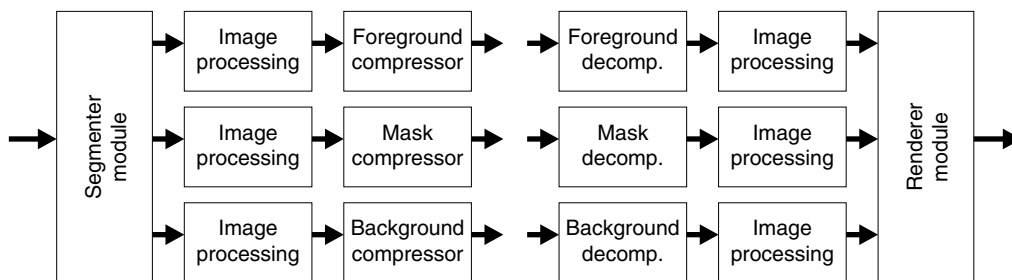 Segmenter
module
Image
processing
Foreground
compressor
Foreground
decomp.
Image
processing
Image
processing
Mask
compressor
Mask
decomp.
Image
processing
Image
processing
Background
compressor
Background
decomp.
Image
processing
Renderer
module